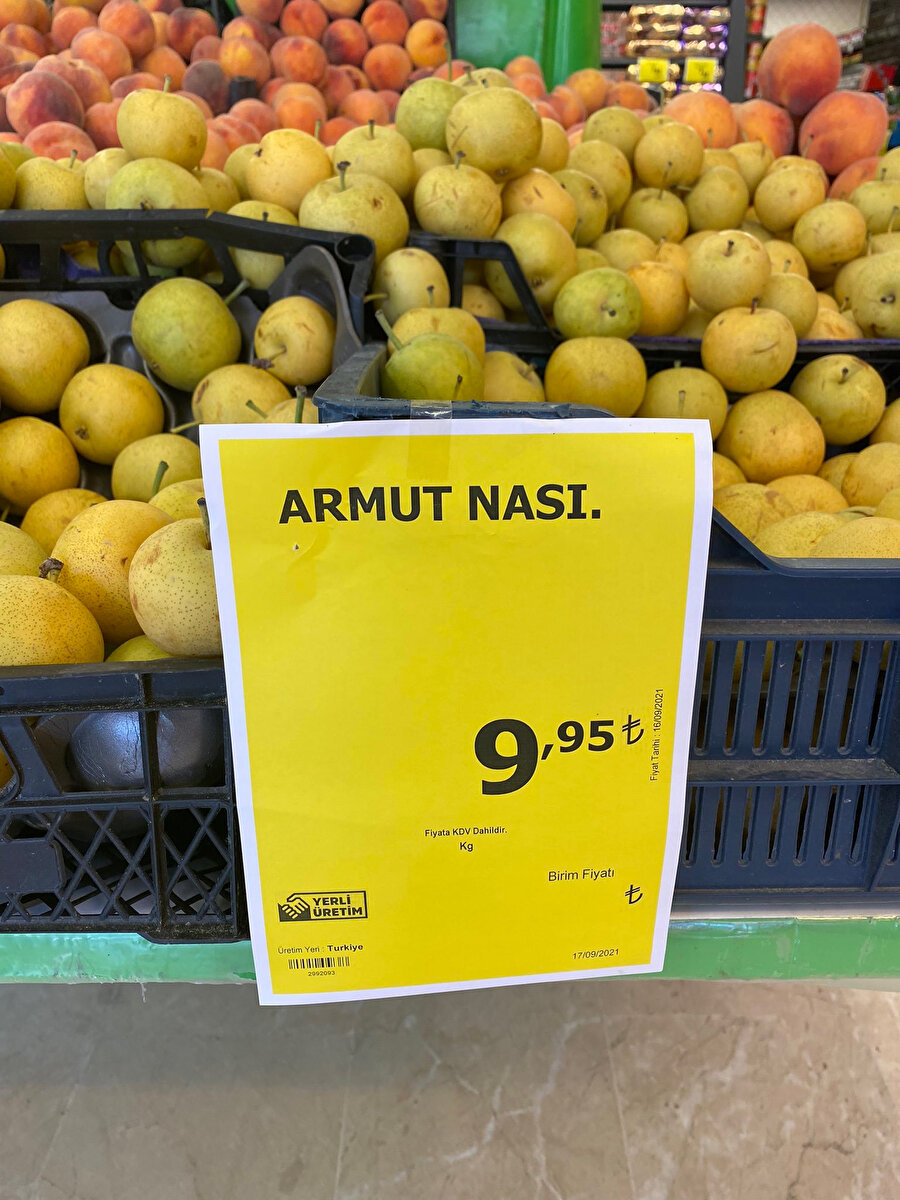 ARMUT NASI.
9,95 ₺
Fiyat Tarihi : 16/09/2021
Fiyata KDV Dahildir.
Kg
Birim Fiyatı
₺
YERLİ
ÜRETİM
Üretim Yeri : Turkiye
2992093
17/09/2021